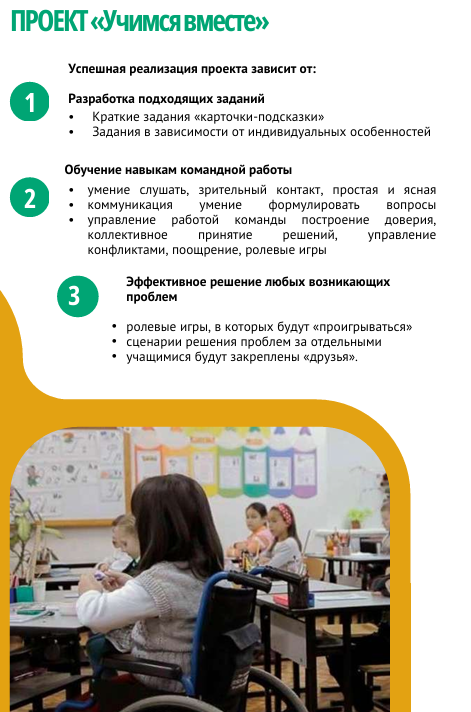 ПРОЕКТ «Учимся вместе»
Успешная реализация проекта зависит от:
1
Разработка подходящих заданий
• Краткие задания «карточки-подсказки»
• Задания в зависимости от индивидуальных особенностей
2
Обучение навыкам командной работы
• умение слушать, зрительный контакт, простая и ясная
• коммуникация умение формулировать вопросы
• управление работой команды построение доверия,
коллективное принятие решений, управление
конфликтами, поощрение, ролевые игры
3
Эффективное решение любых возникающих
проблем
• ролевые игры, в которых будут «проигрываться»
• сценарии решения проблем за отдельными
• учащимися будут закреплены «друзья».